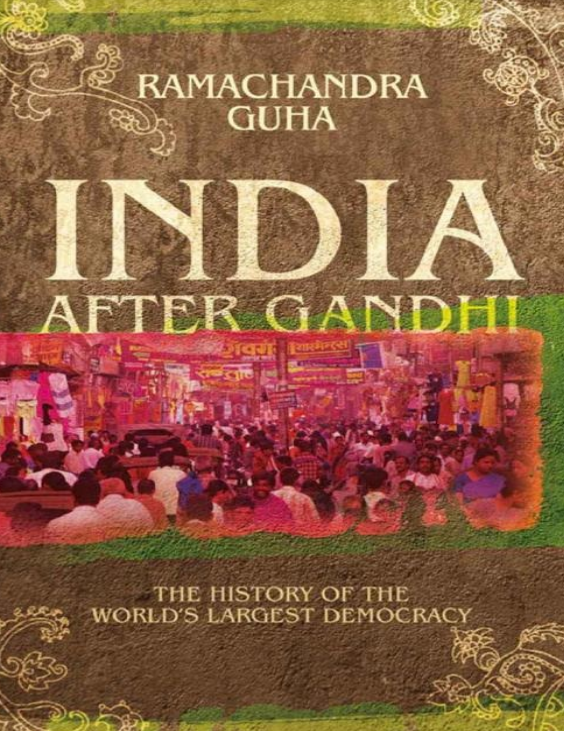 RAMACHANDRA
GUHA
INDIA
AFTER GANDHI
THE HISTORY OF THE
WORLD'S LARGEST DEMOCRACY